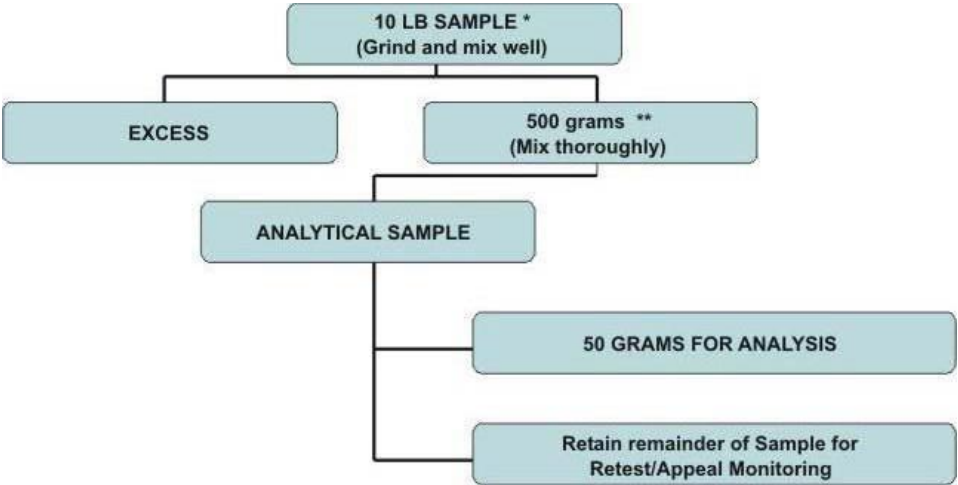 10 LB SAMPLE *
(Grind and mix well)
EXCESS
500 grams **
(Mix thoroughly)
ANALYTICAL SAMPLE
50 GRAMS FOR ANALYSIS
Retain remainder of Sample for
Retest/Appeal Monitoring